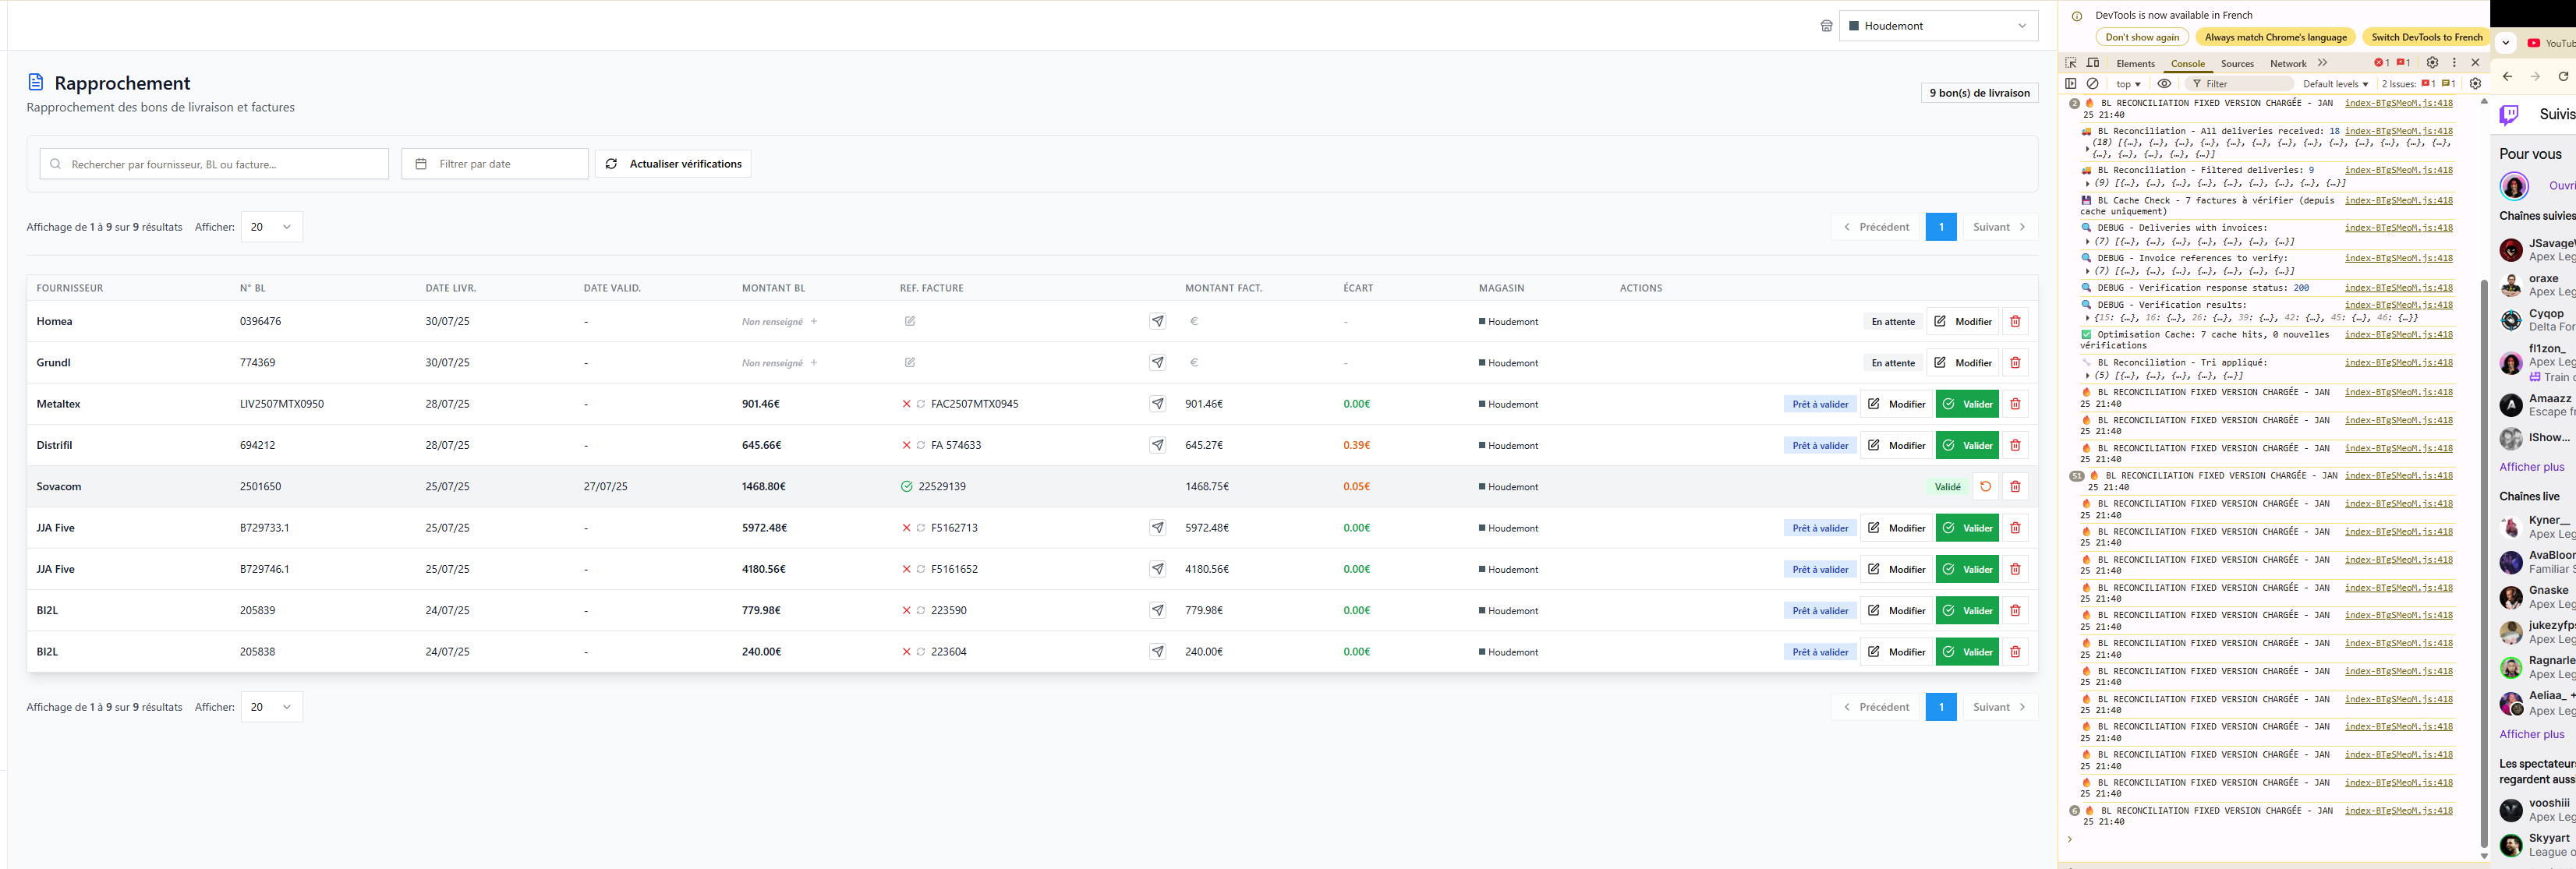 Houdemont
Rapprochement
Rapprochement des bons de livraison et factures
9 bon(s) de livraison
Rechercher par fournisseur, BL ou facture...
Filtrer par date
Actualiser vérifications
Affichage de 1 à 9 sur 9 résultats Afficher: 20
Précédent 1 Suivant
FOURNISSEUR N° BL DATE LIVR. DATE VALID. MONTANT BL REF. FACTURE MONTANT FACT. ÉCART MAGASIN ACTIONS
Homea 0396476 30/07/25 - Non renseigné + € - Houdemont En attente Modifier
Grundl 774369 30/07/25 - Non renseigné + € - Houdemont En attente Modifier
Metaltex LIV2507MTX0950 28/07/25 - 901.46€ FAC2507MTX0945 901.46€ 0.00€ Houdemont Prêt à valider Modifier Valider
Distrifil 694212 28/07/25 - 645.66€ FA 574633 645.27€ 0.39€ Houdemont Prêt à valider Modifier Valider
Sovacom 2501650 25/07/25 27/07/25 1468.80€ 22529139 1468.75€ 0.05€ Houdemont Validé
JJA Five B729733.1 25/07/25 - 5972.48€ F5162713 5972.48€ 0.00€ Houdemont Prêt à valider Modifier Valider
JJA Five B729746.1 25/07/25 - 4180.56€ F5161652 4180.56€ 0.00€ Houdemont Prêt à valider Modifier Valider
BI2L 205839 24/07/25 - 779.98€ 223590 779.98€ 0.00€ Houdemont Prêt à valider Modifier Valider
BI2L 205838 24/07/25 - 240.00€ 223604 240.00€ 0.00€ Houdemont Prêt à valider Modifier Valider
Affichage de 1 à 9 sur 9 résultats Afficher: 20
Précédent 1 Suivant
DevTools is now available in French
Don't show again Always match Chrome's language Switch DevTools to French
Elements Console Sources Network 1 1
top Filter Default levels 2 Issues: 1 1
2 BL RECONCILIATION FIXED VERSION CHARGÉE - JAN index-BTgSMeoM.js:418
25 21:40
BL Reconciliation - All deliveries received: 18 index-BTgSMeoM.js:418
(18) [{…}, {…}, {…}, {…}, {…}, {…}, {…}, {…}, {…}, {…}, {…}, {…}, {…},
{…}, {…}, {…}, {…}, {…}]
BL Reconciliation - Filtered deliveries: 9 index-BTgSMeoM.js:418
(9) [{…}, {…}, {…}, {…}, {…}, {…}, {…}, {…}, {…}]
BL Cache Check - 7 factures à vérifier (depuis index-BTgSMeoM.js:418
cache uniquement)
DEBUG - Deliveries with invoices: index-BTgSMeoM.js:418
(7) [{…}, {…}, {…}, {…}, {…}, {…}, {…}]
DEBUG - Invoice references to verify: index-BTgSMeoM.js:418
(7) [{…}, {…}, {…}, {…}, {…}, {…}, {…}]
DEBUG - Verification response status: 200 index-BTgSMeoM.js:418
DEBUG - Verification results: index-BTgSMeoM.js:418
{15: {…}, 16: {…}, 26: {…}, 39: {…}, 42: {…}, 45: {…}, 46: {…}}
Optimisation Cache: 7 cache hits, 0 nouvelles index-BTgSMeoM.js:418
vérifications
BL Reconciliation - Tri appliqué: index-BTgSMeoM.js:418
(5) [{…}, {…}, {…}, {…}, {…}]
BL RECONCILIATION FIXED VERSION CHARGÉE - JAN index-BTgSMeoM.js:418
25 21:40
BL RECONCILIATION FIXED VERSION CHARGÉE - JAN index-BTgSMeoM.js:418
25 21:40
BL RECONCILIATION FIXED VERSION CHARGÉE - JAN index-BTgSMeoM.js:418
25 21:40
51 BL RECONCILIATION FIXED VERSION CHARGÉE - JAN index-BTgSMeoM.js:418
25 21:40
BL RECONCILIATION FIXED VERSION CHARGÉE - JAN index-BTgSMeoM.js:418
25 21:40
BL RECONCILIATION FIXED VERSION CHARGÉE - JAN index-BTgSMeoM.js:418
25 21:40
BL RECONCILIATION FIXED VERSION CHARGÉE - JAN index-BTgSMeoM.js:418
25 21:40
BL RECONCILIATION FIXED VERSION CHARGÉE - JAN index-BTgSMeoM.js:418
25 21:40
BL RECONCILIATION FIXED VERSION CHARGÉE - JAN index-BTgSMeoM.js:418
25 21:40
BL RECONCILIATION FIXED VERSION CHARGÉE - JAN index-BTgSMeoM.js:418
25 21:40
BL RECONCILIATION FIXED VERSION CHARGÉE - JAN index-BTgSMeoM.js:418
25 21:40
BL RECONCILIATION FIXED VERSION CHARGÉE - JAN index-BTgSMeoM.js:418
25 21:40
BL RECONCILIATION FIXED VERSION CHARGÉE - JAN index-BTgSMeoM.js:418
25 21:40
BL RECONCILIATION FIXED VERSION CHARGÉE - JAN index-BTgSMeoM.js:418
25 21:40
BL RECONCILIATION FIXED VERSION CHARGÉE - JAN index-BTgSMeoM.js:418
25 21:40
6 BL RECONCILIATION FIXED VERSION CHARGÉE - JAN index-BTgSMeoM.js:418
25 21:40
YouTub
Suivis
Pour vous
Ouvri
Chaînes suivies
JSavage
Apex Leg
oraxe
Apex Leg
Cyqop
Delta For
fl1zon_
Apex Leg
Train d
Amaazz
Escape fr
IShow...
Afficher plus
Chaînes live
Kyner__
Apex Leg
AvaBloor
Familiar S
Gnaske
Apex Leg
jukezyfp
Apex Leg
Ragnarle
Apex Leg
Aeliaa_ +
Apex Leg
Afficher plus
Les spectateurs
regardent aussi
vooshiii
Apex Leg
Skyyart
League o